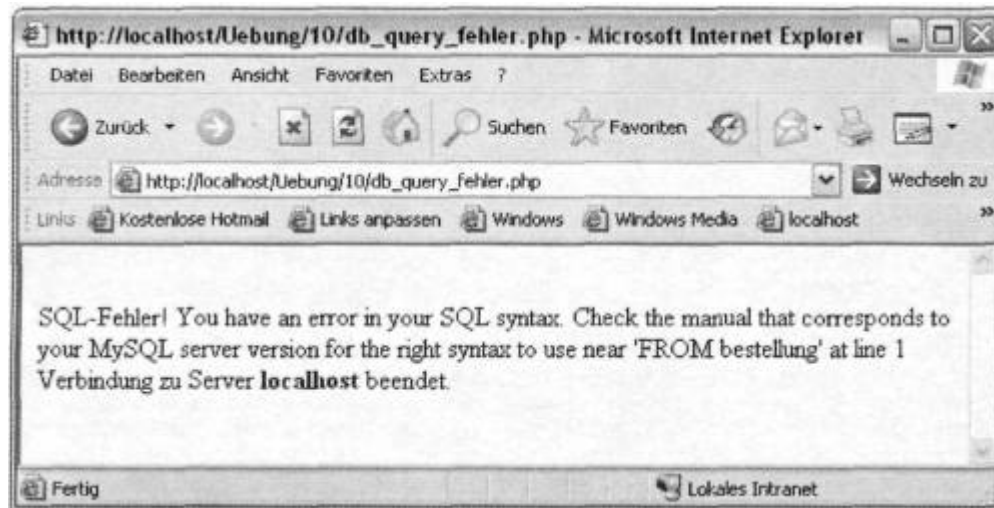 http://localhost/Uebung/10/db_query_fehler.php - Microsoft Internet Explorer
Datei Bearbeiten Ansicht Favoriten Extras ?
Zurück Suchen Favoriten »
Adresse http://localhost/Uebung/10/db_query_fehler.php Wechseln zu
Links Kostenlose Hotmail Links anpassen Windows Windows Media localhost »
SQL-Fehler! You have an error in your SQL syntax. Check the manual that corresponds to
your MySQL server version for the right syntax to use near 'FROM bestellung' at line 1
Verbindung zu Server localhost beendet.
Fertig Lokales Intranet